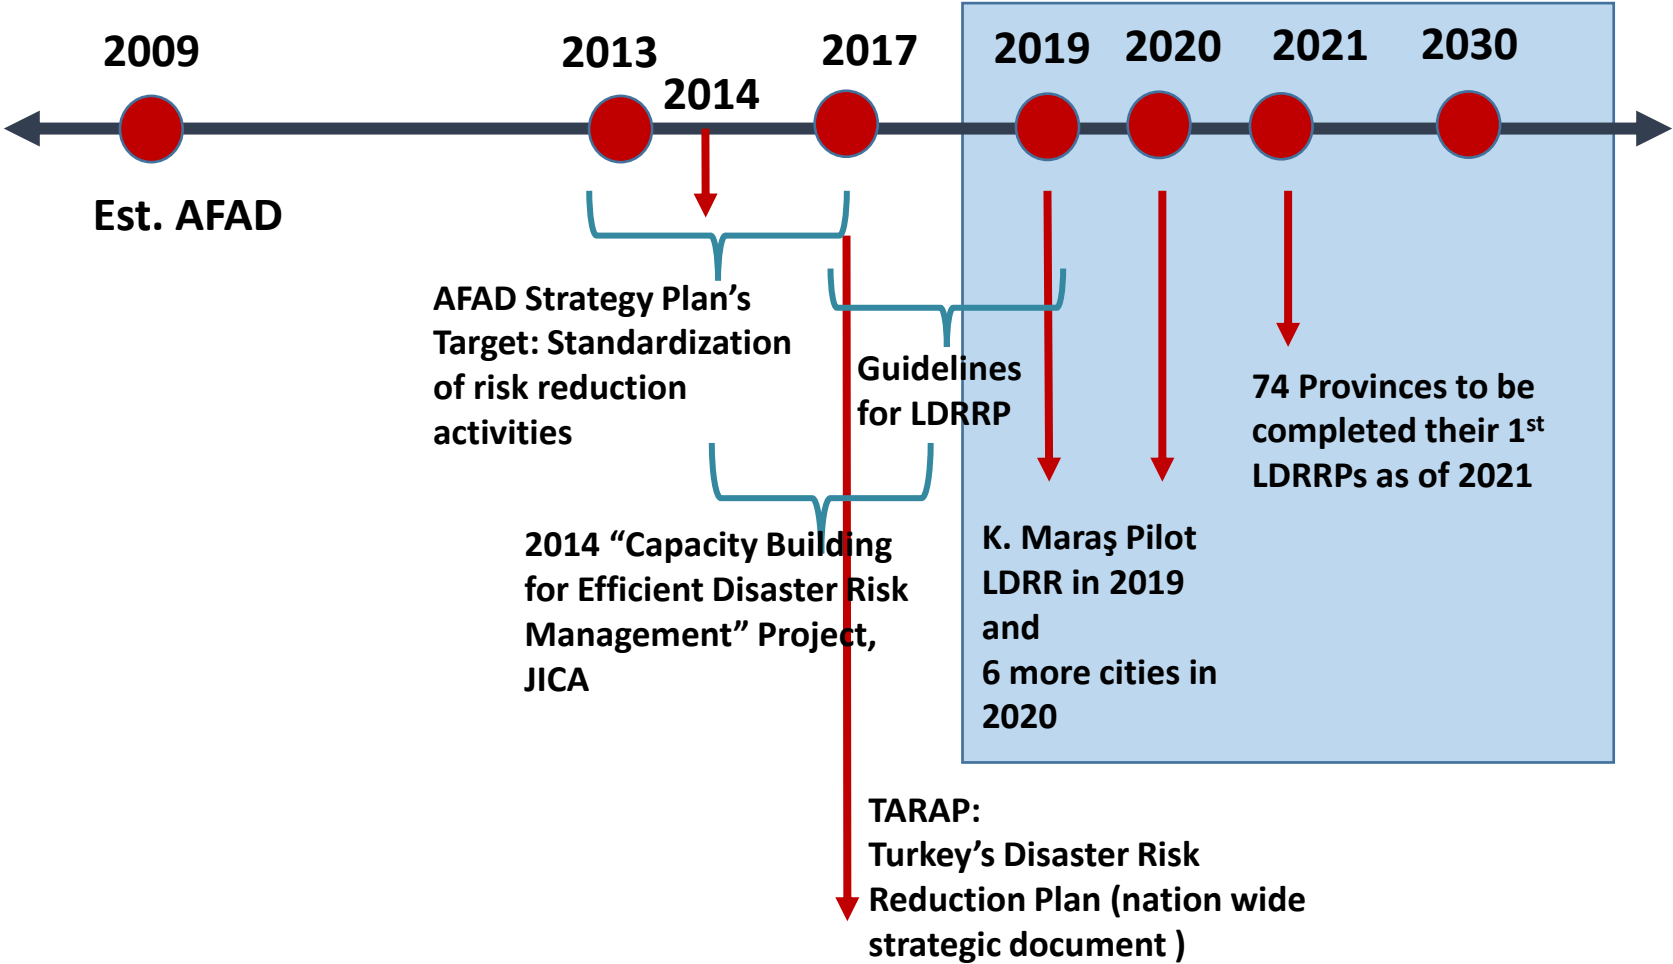 2009
2013
2014
2017
2019
2020
2021
2030
Est. AFAD
AFAD Strategy Plan’s
Target: Standardization
of risk reduction
activities
Guidelines
for LDRRP
74 Provinces to be
completed their 1st
LDRRPs as of 2021
2014 “Capacity Building
for Efficient Disaster Risk
Management” Project,
JICA
K. Maraş Pilot
LDRR in 2019
and
6 more cities in
2020
TARAP:
Turkey’s Disaster Risk
Reduction Plan (nation wide
strategic document )